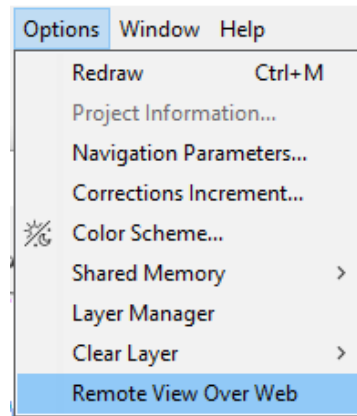 Options Window Help
Redraw Ctrl+M
Project Information...
Navigation Parameters...
Corrections Increment...
Color Scheme...
Shared Memory >
Layer Manager
Clear Layer >
Remote View Over Web